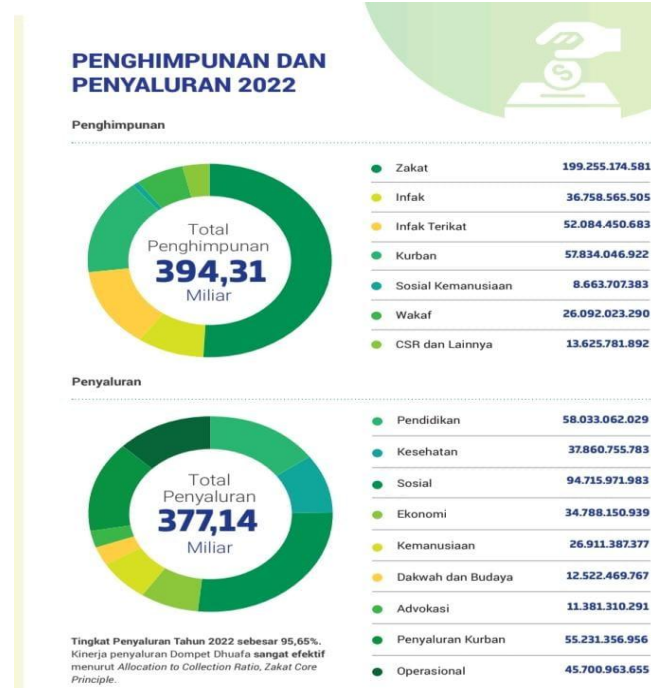 PENGHIMPUNAN DAN
PENYALURAN 2022
Penghimpunan
Total
Penghimpunan
394,31
Miliar
Zakat 199.255.174.581
Infak 36.758.565.505
Infak Terikat 52.084.450.683
Kurban 57.834.046.922
Sosial Kemanusiaan 8.663.707.383
Wakaf 26.092.023.290
CSR dan Lainnya 13.625.781.892
Penyaluran
Total
Penyaluran
377,14
Miliar
Pendidikan 58.033.062.029
Kesehatan 37.860.755.783
Sosial 94.715.971.983
Ekonomi 34.788.150.939
Kemanusiaan 26.911.387.377
Dakwah dan Budaya 12.522.469.767
Advokasi 11.381.310.291
Penyaluran Kurban 55.231.356.956
Operasional 45.700.963.655
Tingkat Penyaluran Tahun 2022 sebesar 95,65%.
Kinerja penyaluran Dompet Dhuafa sangat efektif
menurut Allocation to Collection Ratio, Zakat Core
Principle.